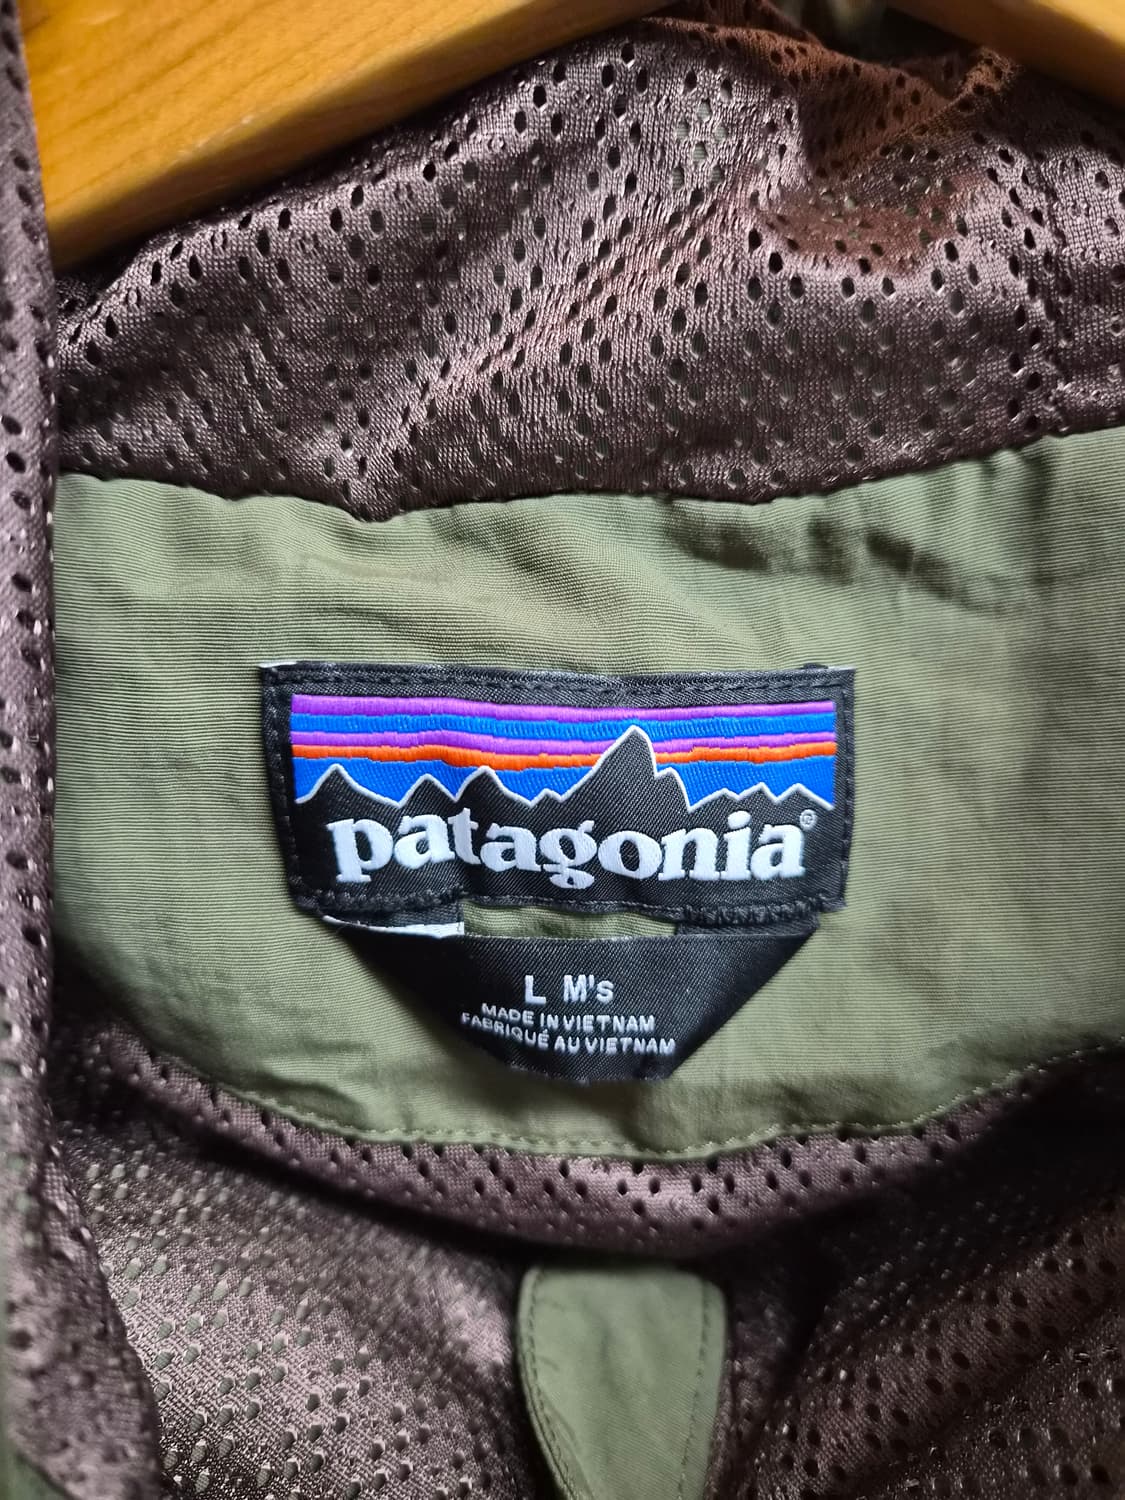 patagonia®
L M's
MADE IN VIETNAM
FABRIQUÉ AU VIETNAM